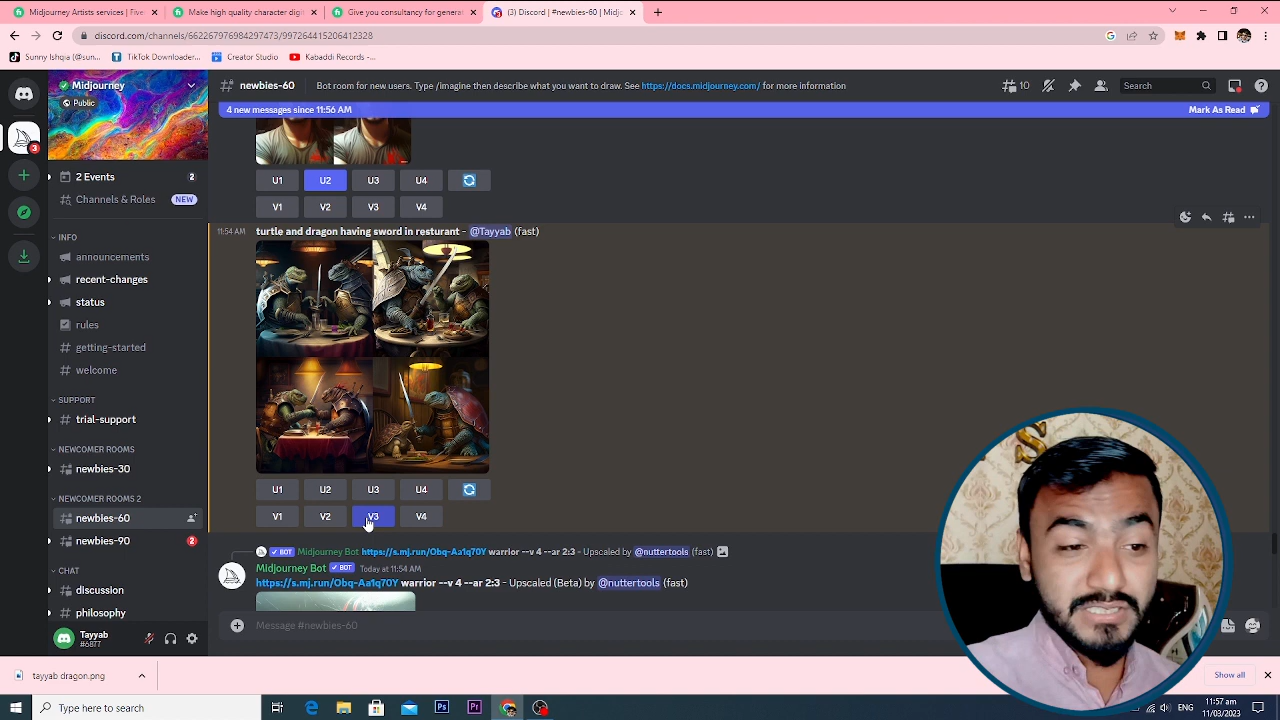 Midjourney Artists services | Five
Make high quality character digi
Give you consultancy for generat
(3) Discord | #newbies-60 | Midj
discord.com/channels/662267976984297473/997264415206412328
Sunny Ishqia (@sun...
TikTok Downloader...
Creator Studio
Kabaddi Records -...
Midjourney
Public
newbies-60
Bot room for new users. Type /imagine then describe what you want to draw. See https://docs.midjourney.com/ for more information
10
Search
4 new messages since 11:56 AM
Mark As Read
3
2 Events
2
Channels & Roles
NEW
INFO
announcements
recent-changes
status
rules
getting-started
welcome
SUPPORT
trial-support
NEWCOMER ROOMS
newbies-30
NEWCOMER ROOMS 2
newbies-60
newbies-90
2
CHAT
discussion
philosophy
Tayyab
#6877
U1 U2 U3 U4
V1 V2 V3 V4
11:54 AM
turtle and dragon having sword in resturant - @Tayyab (fast)
U1 U2 U3 U4
V1 V2 V3 V4
BOT Midjourney Bot https://s.mj.run/Obq-Aa1q70Y warrior --v 4 --ar 2:3 - Upscaled by @nuttertools (fast)
Midjourney Bot BOT Today at 11:54 AM
https://s.mj.run/Obq-Aa1q70Y warrior --v 4 --ar 2:3 - Upscaled (Beta) by @nuttertools (fast)
Message #newbies-60
tayyab dragon.png
Show all
Type here to search
Ps
Pr
ENG
11:57 am
11/03/2023